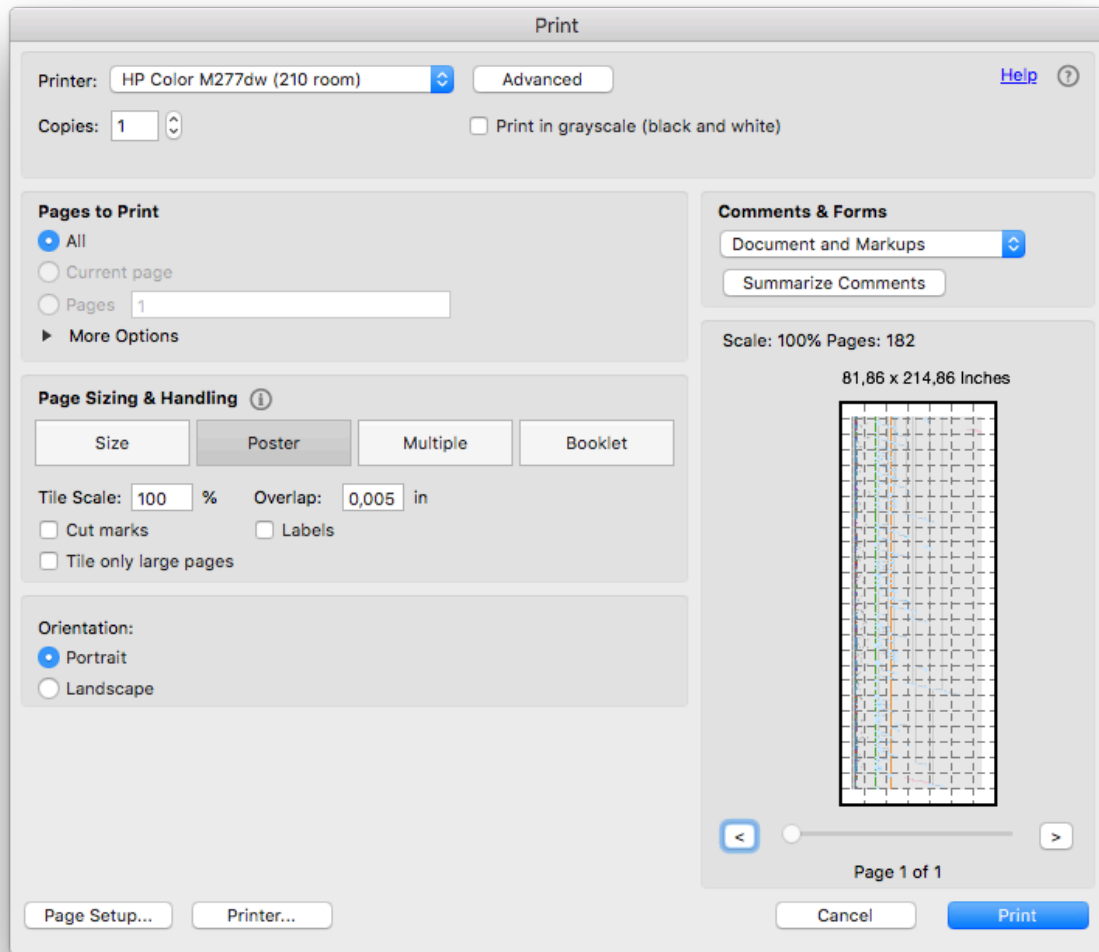 Print
Printer: HP Color M277dw (210 room) Advanced Help ?
Copies: 1 Print in grayscale (black and white)
Pages to Print
All
Current page
Pages 1
More Options
Comments & Forms
Document and Markups
Summarize Comments
Page Sizing & Handling i
Size Poster Multiple Booklet
Tile Scale: 100 % Overlap: 0,005 in
Cut marks Labels
Tile only large pages
Orientation:
Portrait
Landscape
Scale: 100% Pages: 182
81,86 x 214,86 Inches
< >
Page 1 of 1
Page Setup... Printer... Cancel Print